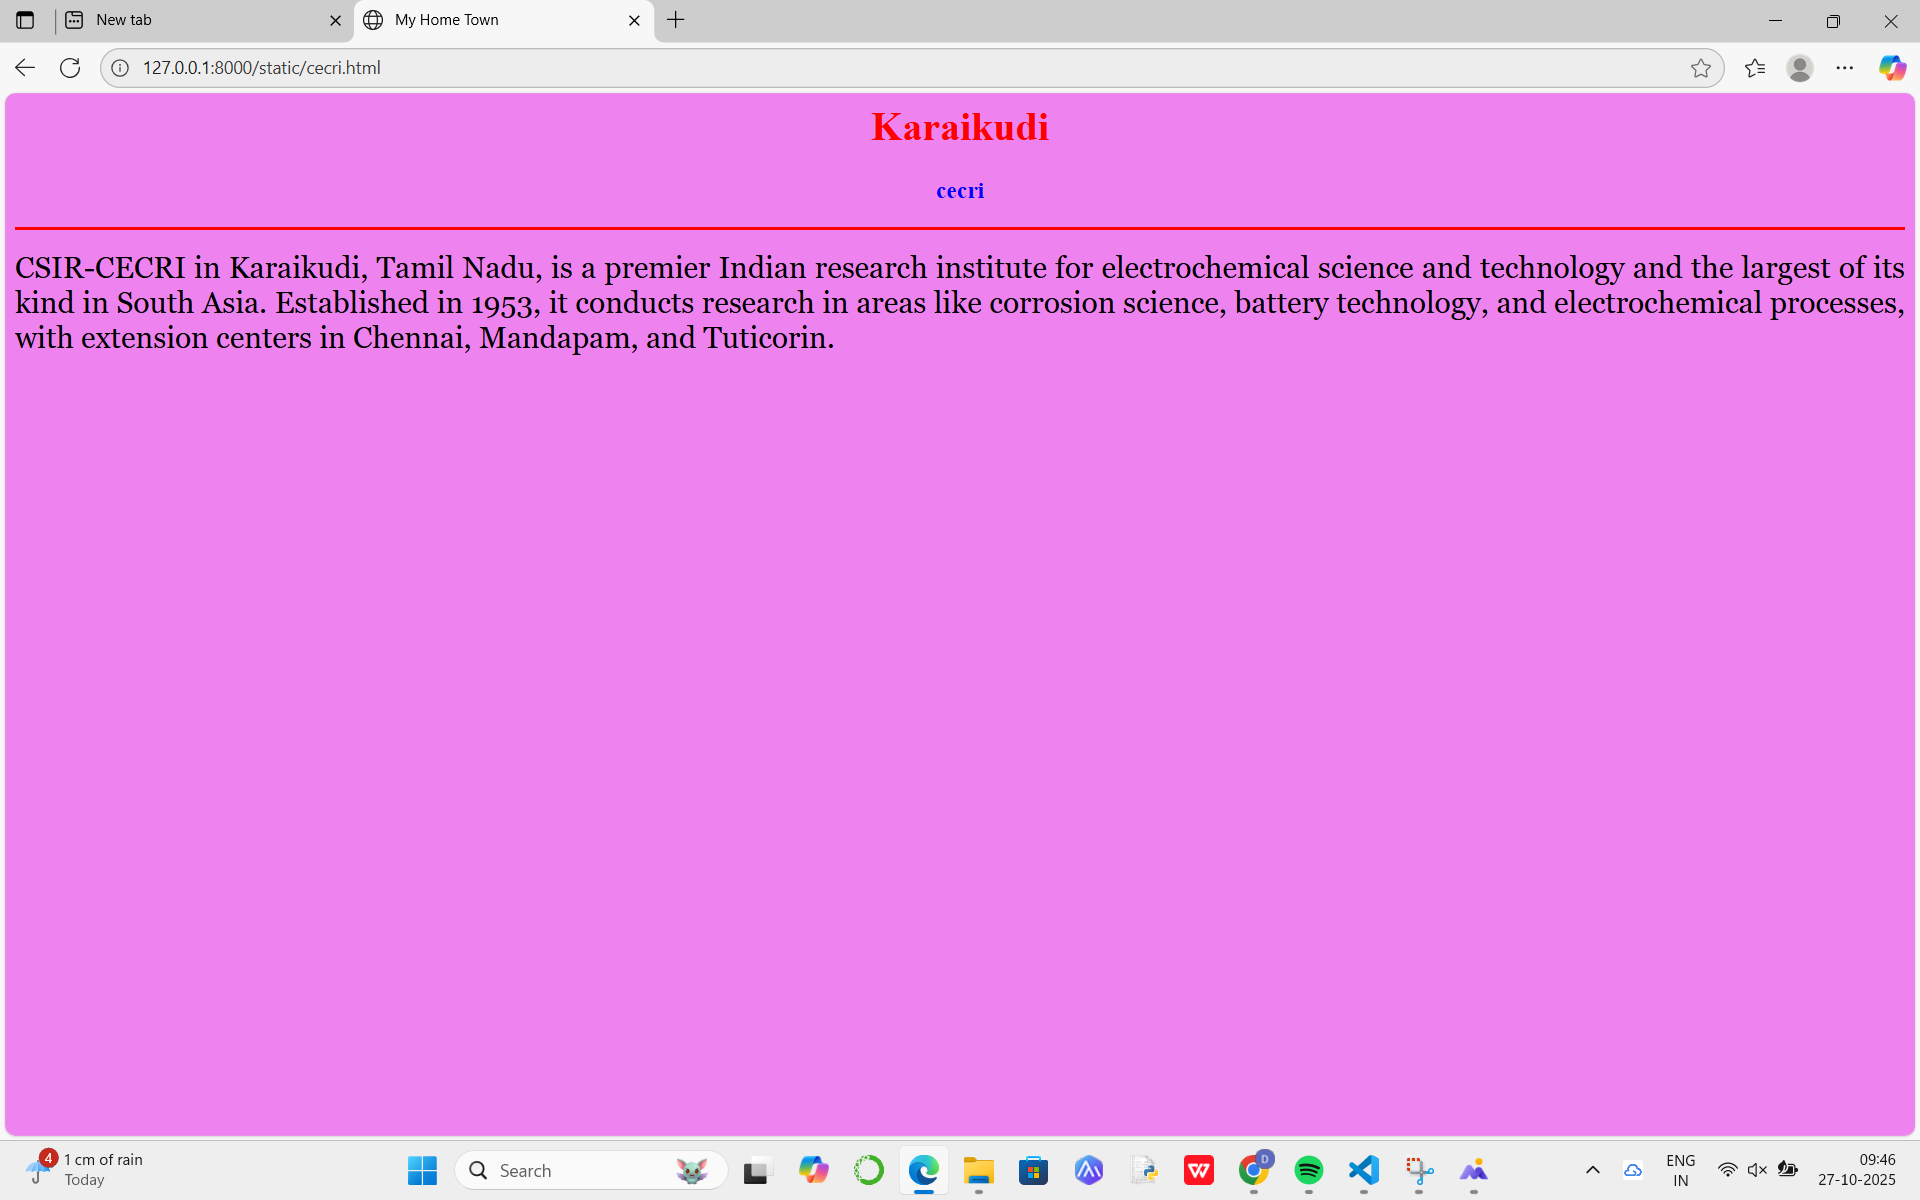 New tab
My Home Town
127.0.0.1:8000/static/cecri.html
Karaikudi
cecri
CSIR-CECRI in Karaikudi, Tamil Nadu, is a premier Indian research institute for electrochemical science and technology and the largest of its
kind in South Asia. Established in 1953, it conducts research in areas like corrosion science, battery technology, and electrochemical processes,
with extension centers in Chennai, Mandapam, and Tuticorin.
4
1 cm of rain
Today
Search
D
W
ENG
IN
09:46
27-10-2025